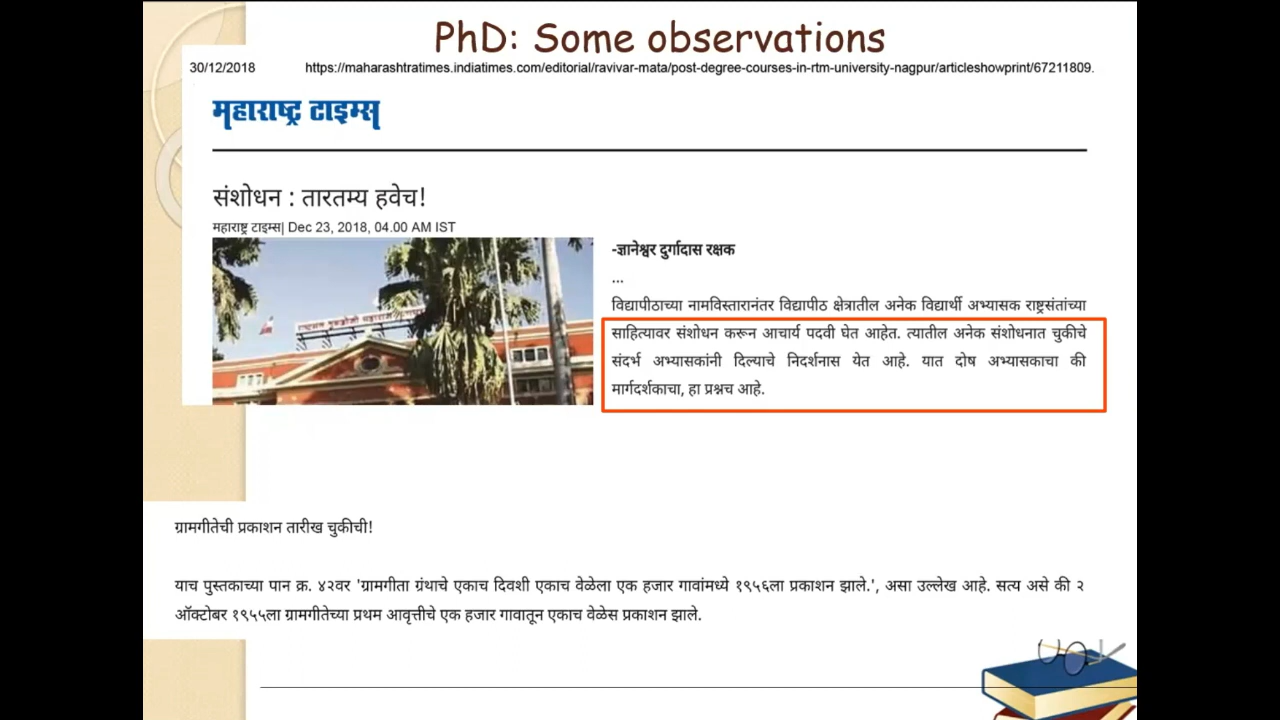 PhD: Some observations
30/12/2018 https://maharashtratimes.indiatimes.com/editorial/ravivar-mata/post-degree-courses-in-rtm-university-nagpur/articleshowprint/67211809.
महाराष्ट्र टाइम्स
संशोधन : तारतम्य हवेच!
महाराष्ट्र टाइम्स| Dec 23, 2018, 04.00 AM IST
-ज्ञानेश्वर दुर्गादास रक्षक
...
विद्यापीठाच्या नामविस्तारानंतर विद्यापीठ क्षेत्रातील अनेक विद्यार्थी अभ्यासक राष्ट्रसंतांच्या
साहित्यावर संशोधन करून आचार्य पदवी घेत आहेत. त्यातील अनेक संशोधनात चुकीचे
संदर्भ अभ्यासकांनी दिल्याचे निदर्शनास येत आहे. यात दोष अभ्यासकाचा की
मार्गदर्शकाचा, हा प्रश्नच आहे.
ग्रामगीतेची प्रकाशन तारीख चुकीची!
याच पुस्तकाच्या पान क्र. ४२वर 'ग्रामगीता ग्रंथाचे एकाच दिवशी एकाच वेळेला एक हजार गावांमध्ये १९५६ला प्रकाशन झाले.', असा उल्लेख आहे. सत्य असे की २
ऑक्टोबर १९५५ला ग्रामगीतेच्या प्रथम आवृत्तीचे एक हजार गावातून एकाच वेळेस प्रकाशन झाले.